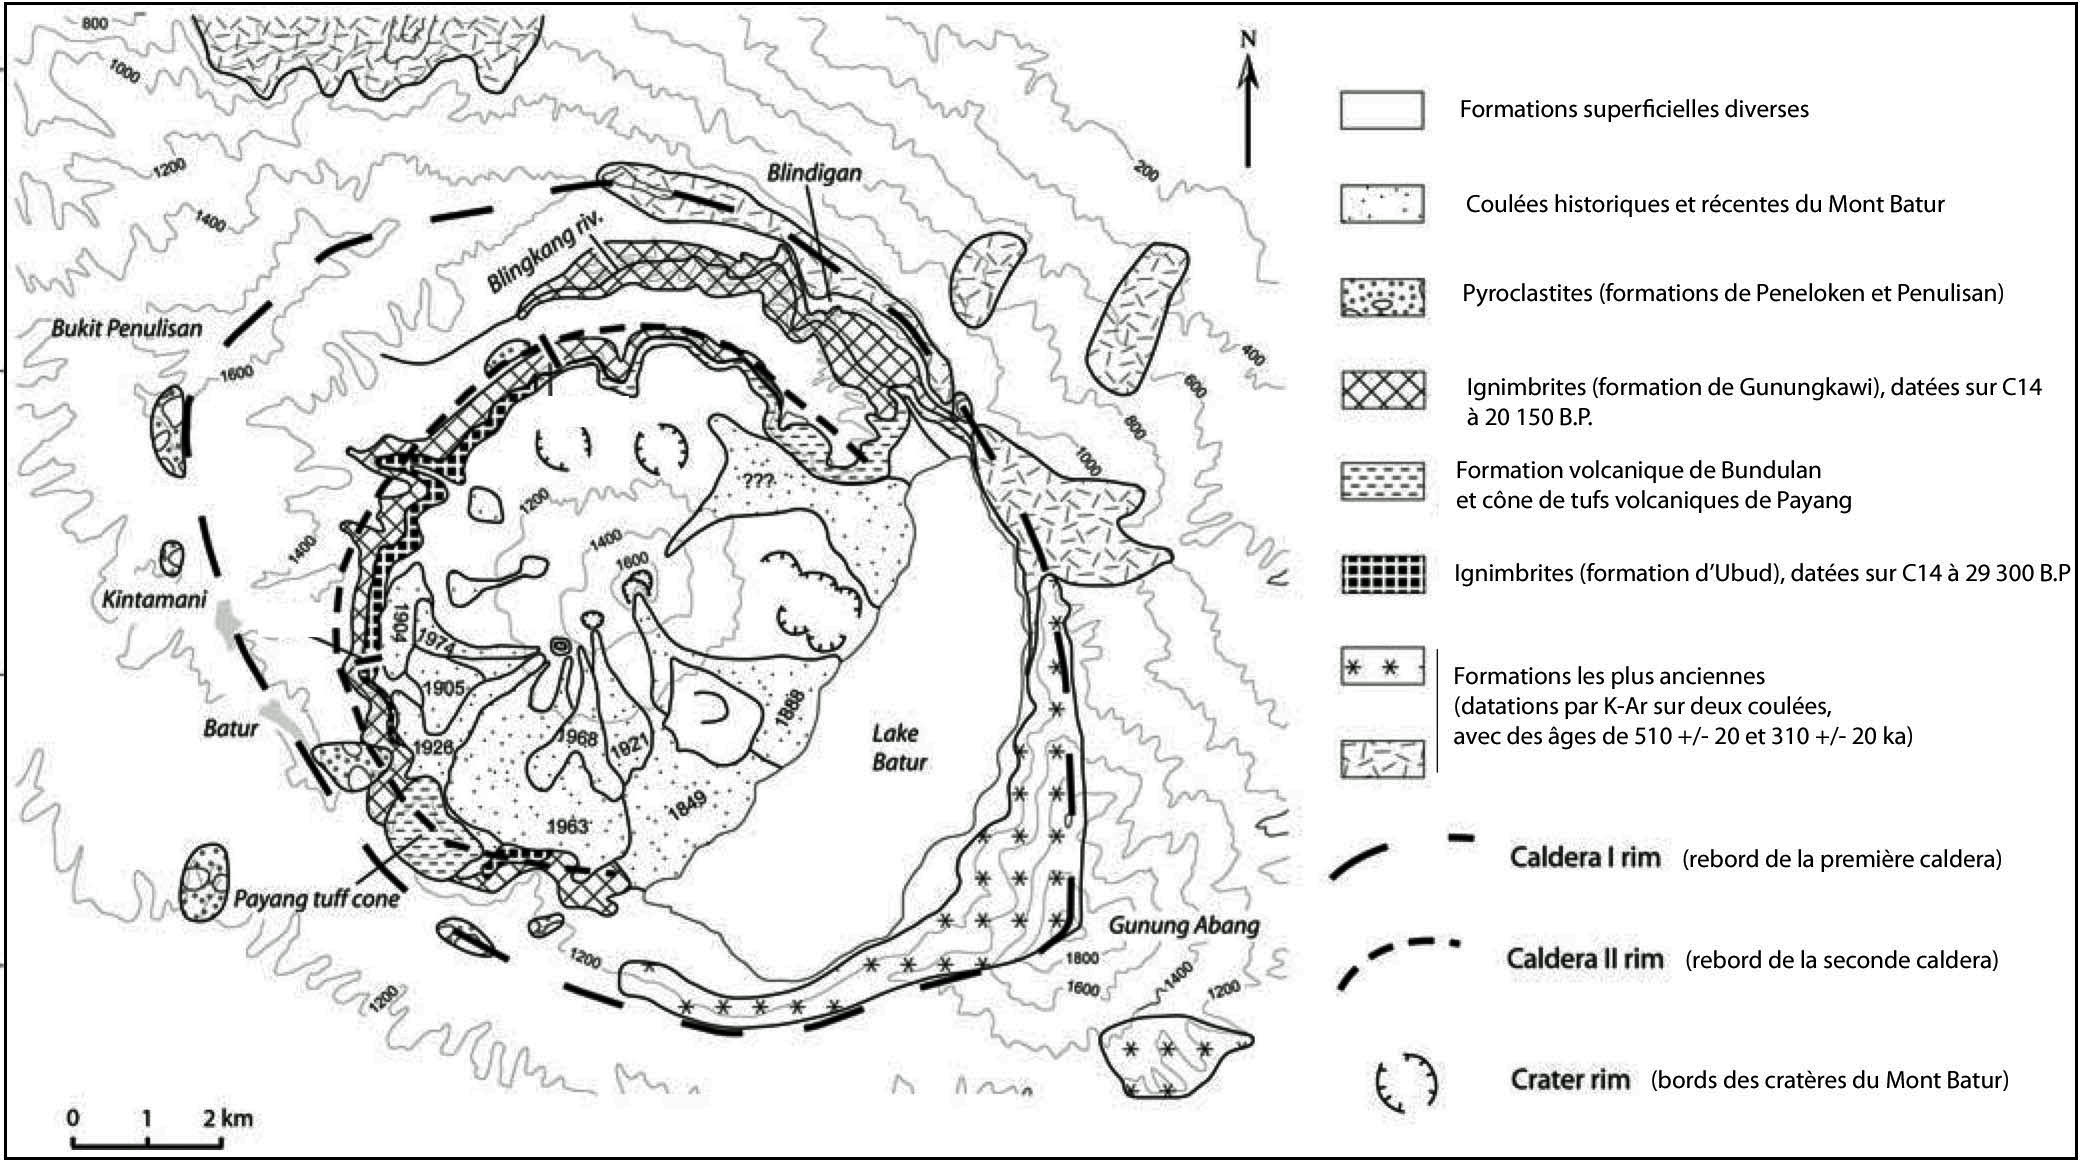 800
1000
1200
1400
Bukit Penulisan
1600
Blingkang riv.
Blindigan
N
200
400
600
800
1000
1400
Kintamani
Batur
Payang tuff cone
1200
1400
1600
???
1904
1974
1905
1926
1968
1921
1888
1849
1963
Lake
Batur
Gunung Abang
1800
1600
1400
1200
1200
1200
0 1 2 km
Formations superficielles diverses
Coulées historiques et récentes du Mont Batur
Pyroclastites (formations de Peneloken et Penulisan)
Ignimbrites (formation de Gunungkawi), datées sur C14
à 20 150 B.P.
Formation volcanique de Bundulan
et cône de tufs volcaniques de Payang
Ignimbrites (formation d’Ubud), datées sur C14 à 29 300 B.P
Formations les plus anciennes
(datations par K-Ar sur deux coulées,
avec des âges de 510 +/- 20 et 310 +/- 20 ka)
Caldera I rim (rebord de la première caldera)
Caldera II rim (rebord de la seconde caldera)
Crater rim (bords des cratères du Mont Batur)